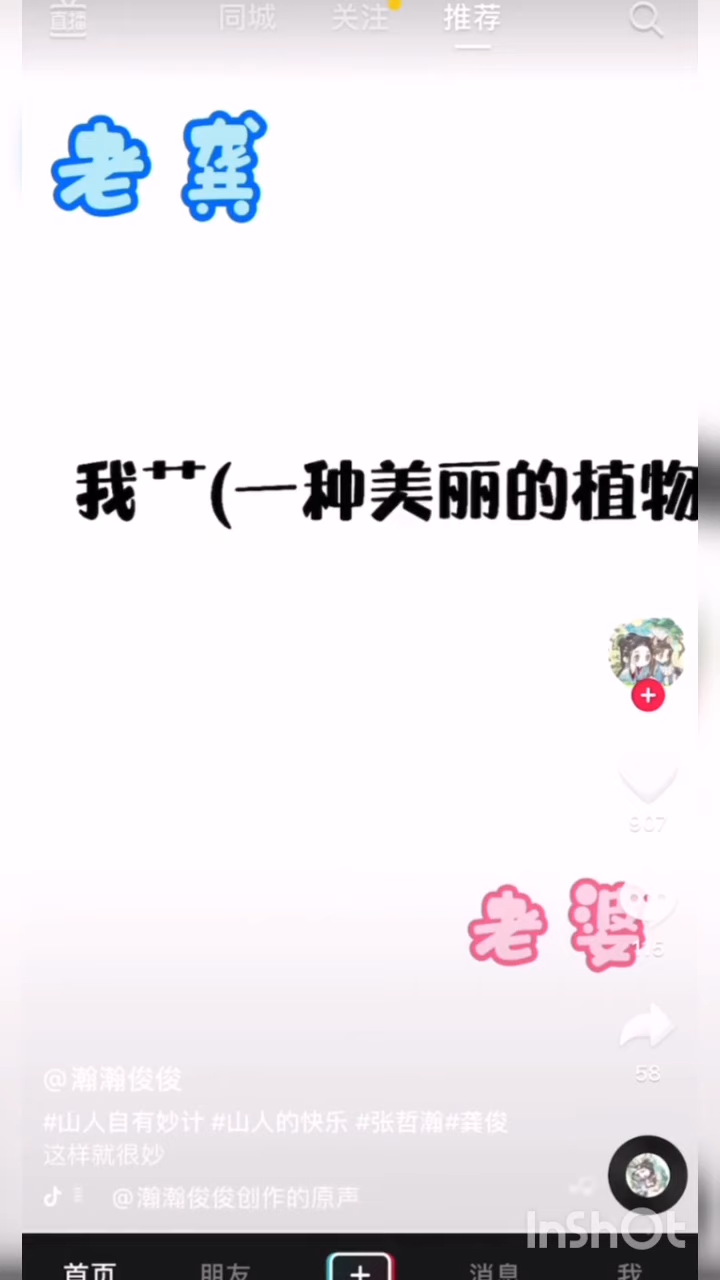 直播 同城 关注 推荐
老龚
我艹(一种美丽的植物
907
老婆
115
58
@瀚瀚俊俊
#山人自有妙计 #山人的快乐 #张哲瀚#龚俊
这样就很妙
@瀚瀚俊俊创作的原声
InShOt
首页 朋友 消息 我